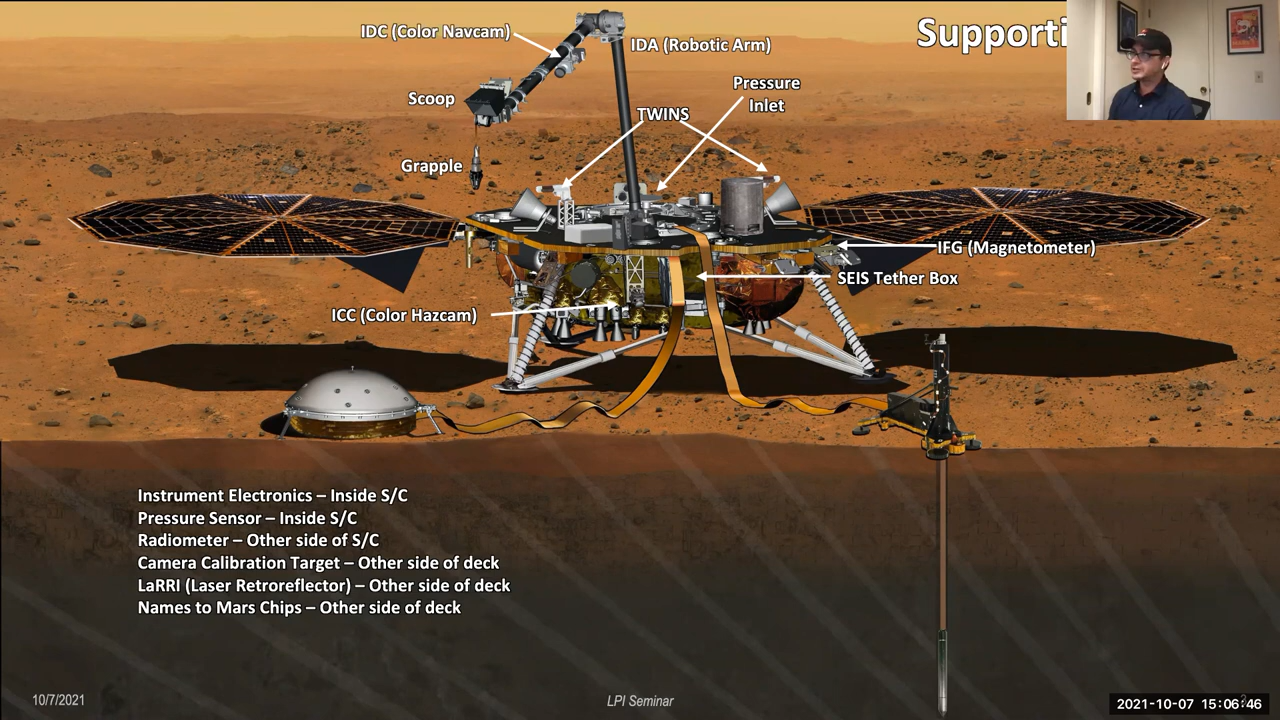 Supporti
IDC (Color Navcam)
IDA (Robotic Arm)
Pressure
Inlet
Scoop
TWINS
Grapple
IFG (Magnetometer)
SEIS Tether Box
ICC (Color Hazcam)
Instrument Electronics – Inside S/C
Pressure Sensor – Inside S/C
Radiometer – Other side of S/C
Camera Calibration Target – Other side of deck
LaRRI (Laser Retroreflector) – Other side of deck
Names to Mars Chips – Other side of deck
10/7/2021
LPI Seminar
2021-10-07 15:06:46